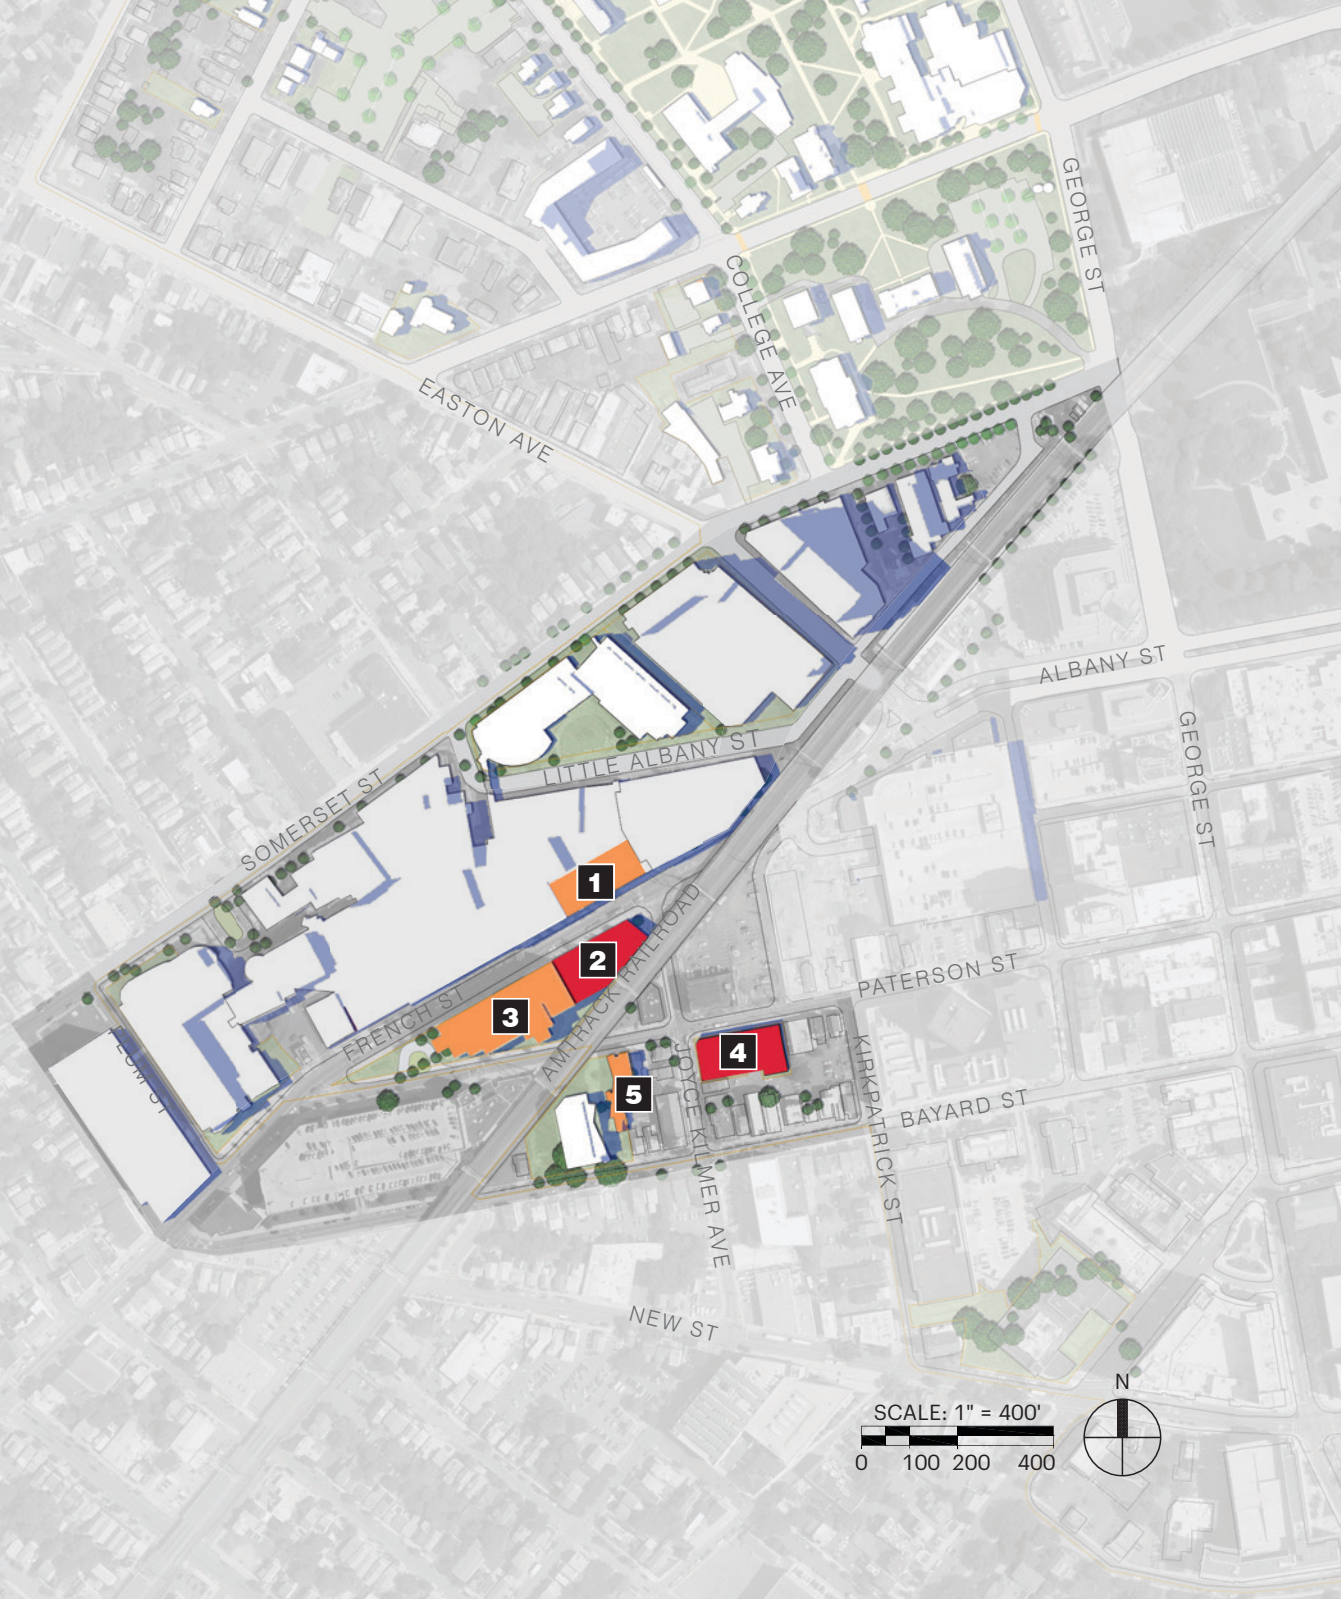 GEORGE ST
COLLEGE AVE
EASTON AVE
ALBANY ST
GEORGE ST
LITTLE ALBANY ST
SOMERSET ST
1
2
3
FRENCH ST
AMTRACK RAILROAD
PATERSON ST
4
5
JOYCE KILMER AVE
KIRKPATRICK ST
BAYARD ST
NEW ST
N
SCALE: 1" = 400'
0 100 200 400